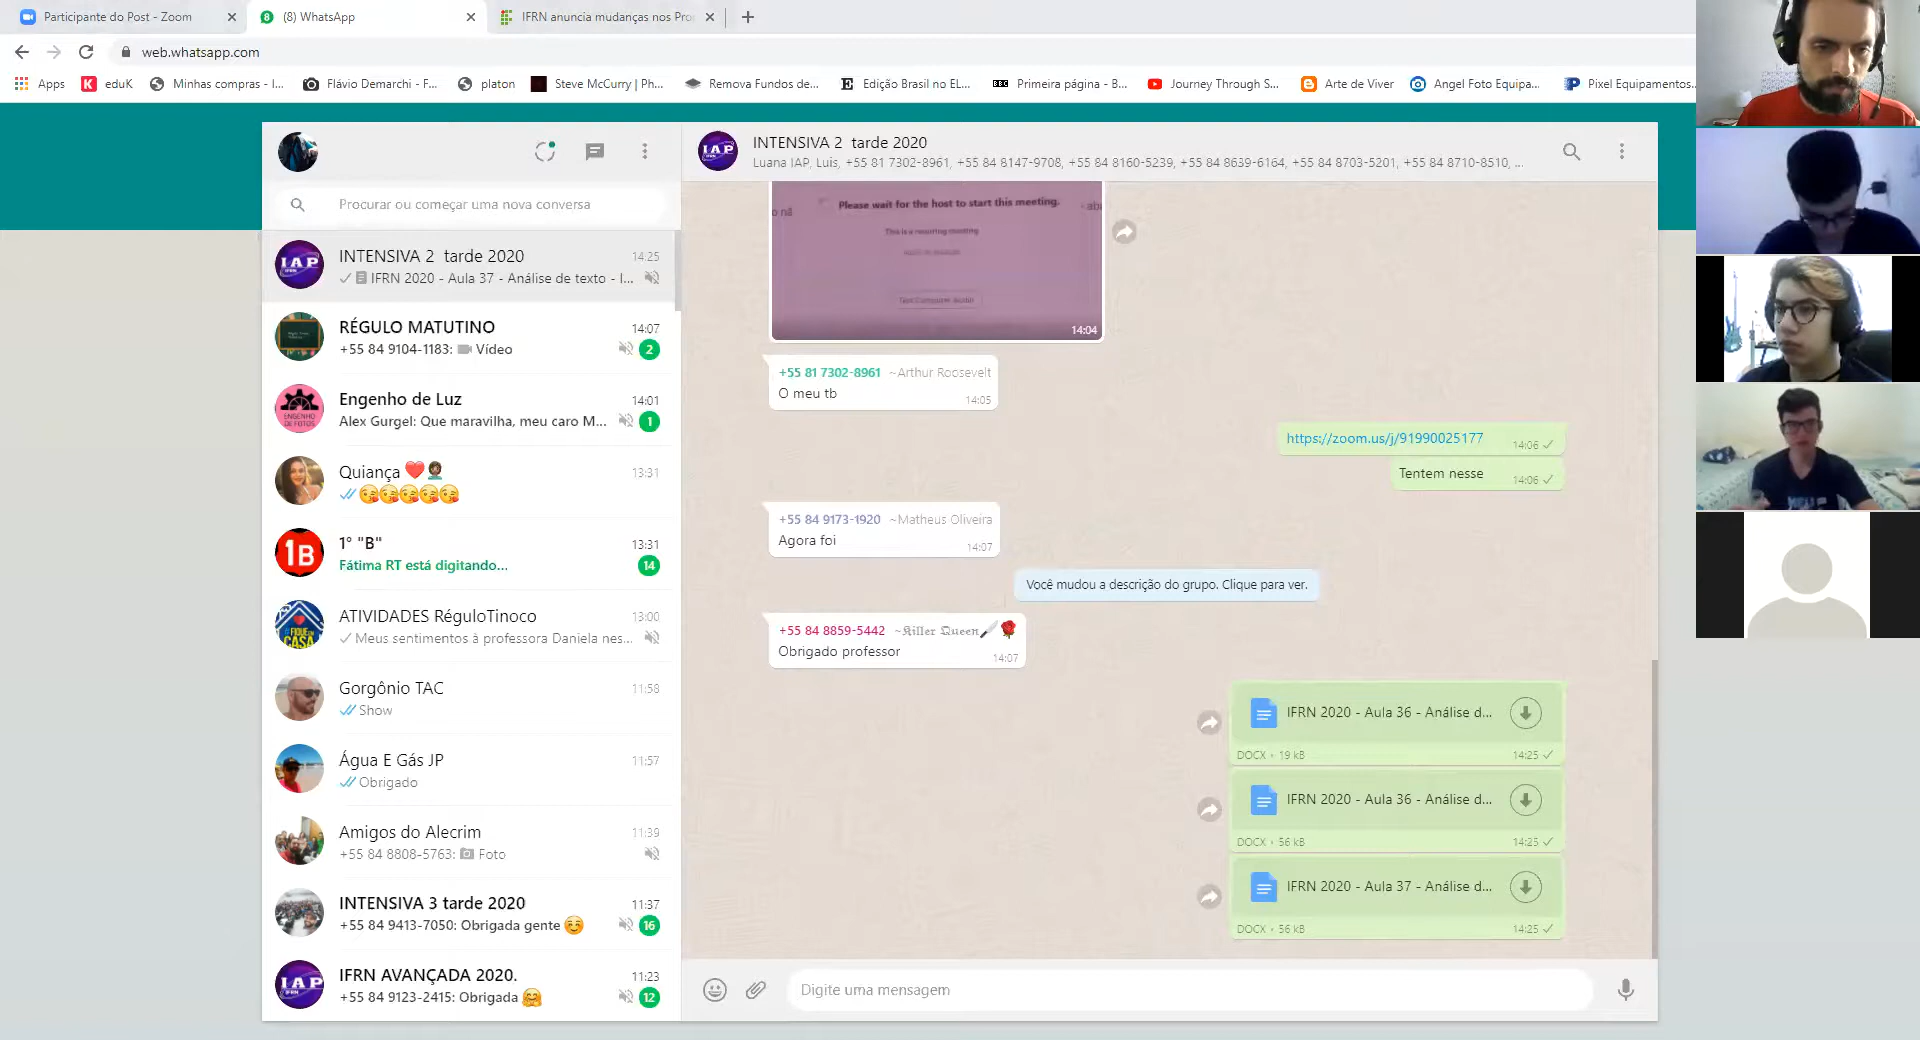 Participante do Post - Zoom
(8) WhatsApp
IFRN anuncia mudanças nos Pro
web.whatsapp.com
Apps
eduK
Minhas compras - I...
Flávio Demarchi - F...
platon
Steve McCurry | Ph...
Remova Fundos de...
Edição Brasil no EL...
Primeira página - B...
Journey Through S...
Arte de Viver
Angel Foto Equipa...
Pixel Equipamentos...
Procurar ou começar uma nova conversa
INTENSIVA 2 tarde 2020 14:25
IFRN 2020 - Aula 37 - Análise de texto - I...
RÉGULO MATUTINO 14:07
+55 84 9104-1183: Vídeo 2
Engenho de Luz 14:01
Alex Gurgel: Que maravilha, meu caro M... 1
Quiança ❤️ 13:31
😘😘😘😘😘
1B
1° "B" 13:31
Fátima RT está digitando... 14
ATIVIDADES RéguloTinoco 13:00
Meus sentimentos à professora Daniela nes...
Gorgônio TAC 11:58
Show
Água E Gás JP 11:57
Obrigado
Amigos do Alecrim 11:39
+55 84 8808-5763: Foto
INTENSIVA 3 tarde 2020 11:37
+55 84 9413-7050: Obrigada gente ☺️ 16
IAP
IFRN AVANÇADA 2020. 11:23
+55 84 9123-2415: Obrigada 🤗 12
IAP
INTENSIVA 2 tarde 2020
Luana IAP, Luis, +55 81 7302-8961, +55 84 8147-9708, +55 84 8160-5239, +55 84 8639-6164, +55 84 8703-5201, +55 84 8710-8510, ...
Please wait for the host to start this meeting.
This is a recurring meeting
Test Computer Audio
14:04
+55 81 7302-8961 ~Arthur Roosevelt
O meu tb 14:05
https://zoom.us/j/91990025177 14:06
Tentem nesse 14:06
+55 84 9173-1920 ~Matheus Oliveira
Agora foi 14:07
Você mudou a descrição do grupo. Clique para ver.
+55 84 8859-5442 ~𝕶𝖎𝖑𝖑𝖊𝖗 𝕼𝖚𝖊𝖊𝖓🔪🌹
Obrigado professor 14:07
IFRN 2020 - Aula 36 - Análise d...
DOCX • 19 kB 14:25
IFRN 2020 - Aula 36 - Análise d...
DOCX • 56 kB 14:25
IFRN 2020 - Aula 37 - Análise d...
DOCX • 56 kB 14:25
Digite uma mensagem